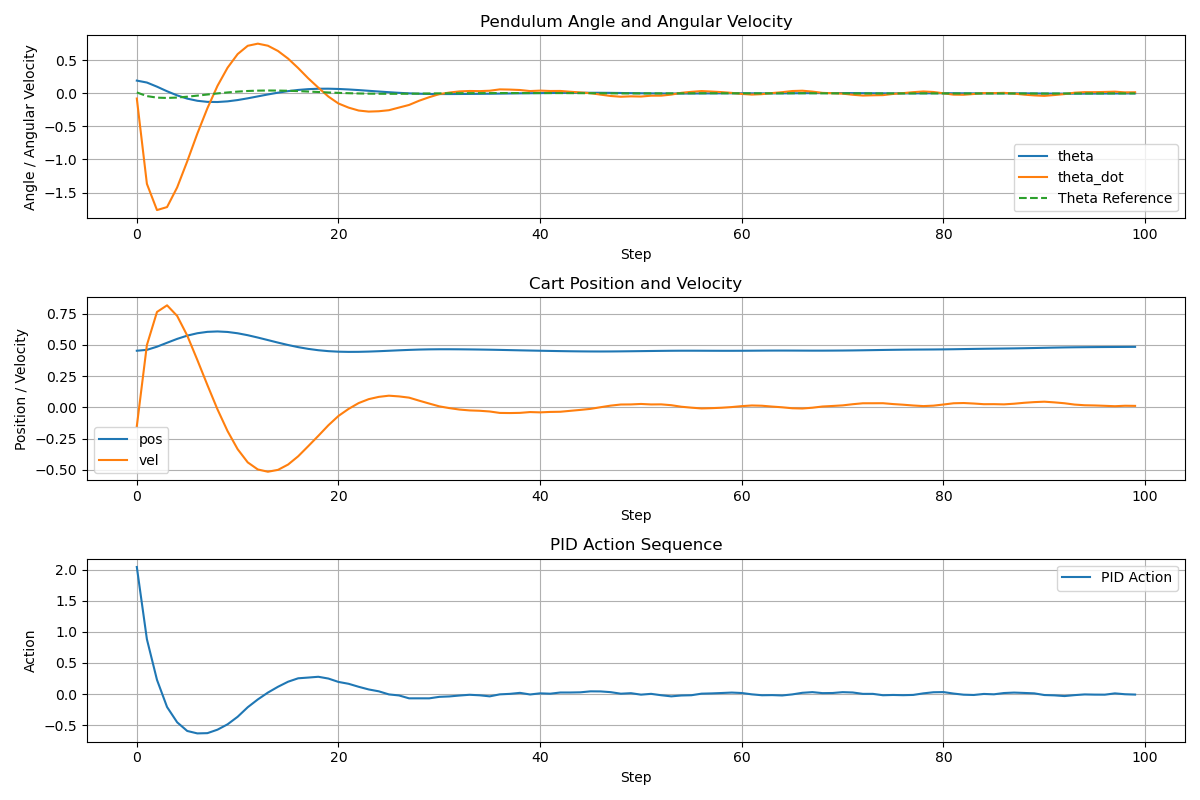 Pendulum Angle and Angular Velocity
Angle / Angular Velocity
0.5
0.0
−0.5
−1.0
−1.5
theta
theta_dot
Theta Reference
0 20 40 60 80 100
Step
Cart Position and Velocity
Position / Velocity
0.75
0.50
0.25
0.00
−0.25
−0.50
pos
vel
0 20 40 60 80 100
Step
PID Action Sequence
Action
2.0
1.5
1.0
0.5
0.0
−0.5
PID Action
0 20 40 60 80 100
Step